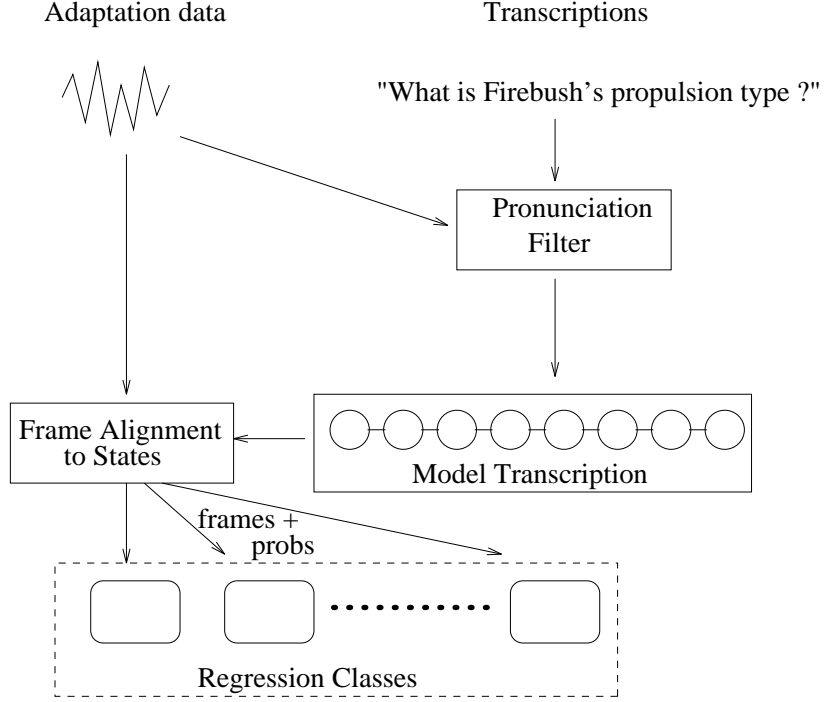 Adaptation data
Transcriptions
"What is Firebush's propulsion type ?"
Pronunciation
Filter
Frame Alignment
to States
Model Transcription
frames +
probs
Regression Classes